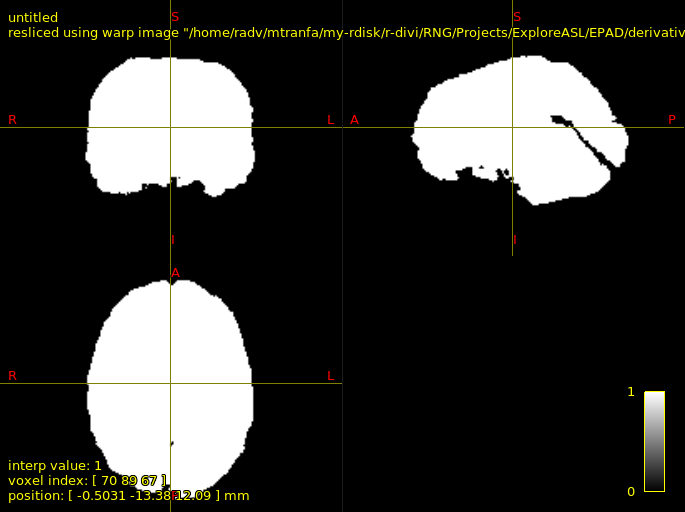 untitled
resliced using warp image "/home/radv/mtranfa/my-rdisk/r-divi/RNG/Projects/ExploreASL/EPAD/derivativ
S
S
R
L
A
P
I
I
A
R
L
1
interp value: 1
voxel index: [ 70 89 67 ]
0
position: [ -0.5031 -13.38 12.09 ] mm